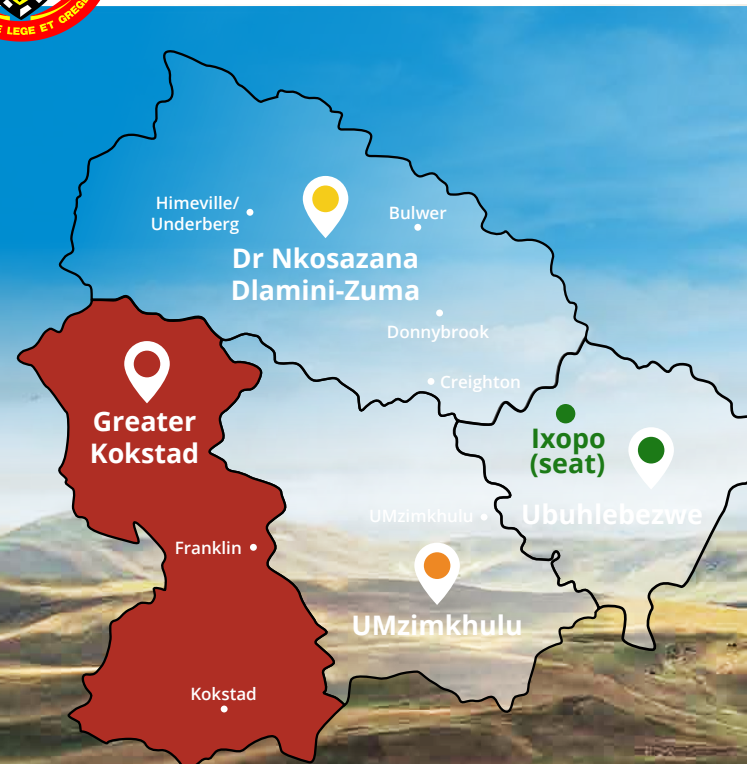 E LEGE ET GREGE
Himeville/
Underberg
Bulwer
Dr Nkosazana
Dlamini-Zuma
Donnybrook
Creighton
Greater
Kokstad
Ixopo
(seat)
UMzimkhulu
Ubuhlebezwe
Franklin
UMzimkhulu
Kokstad